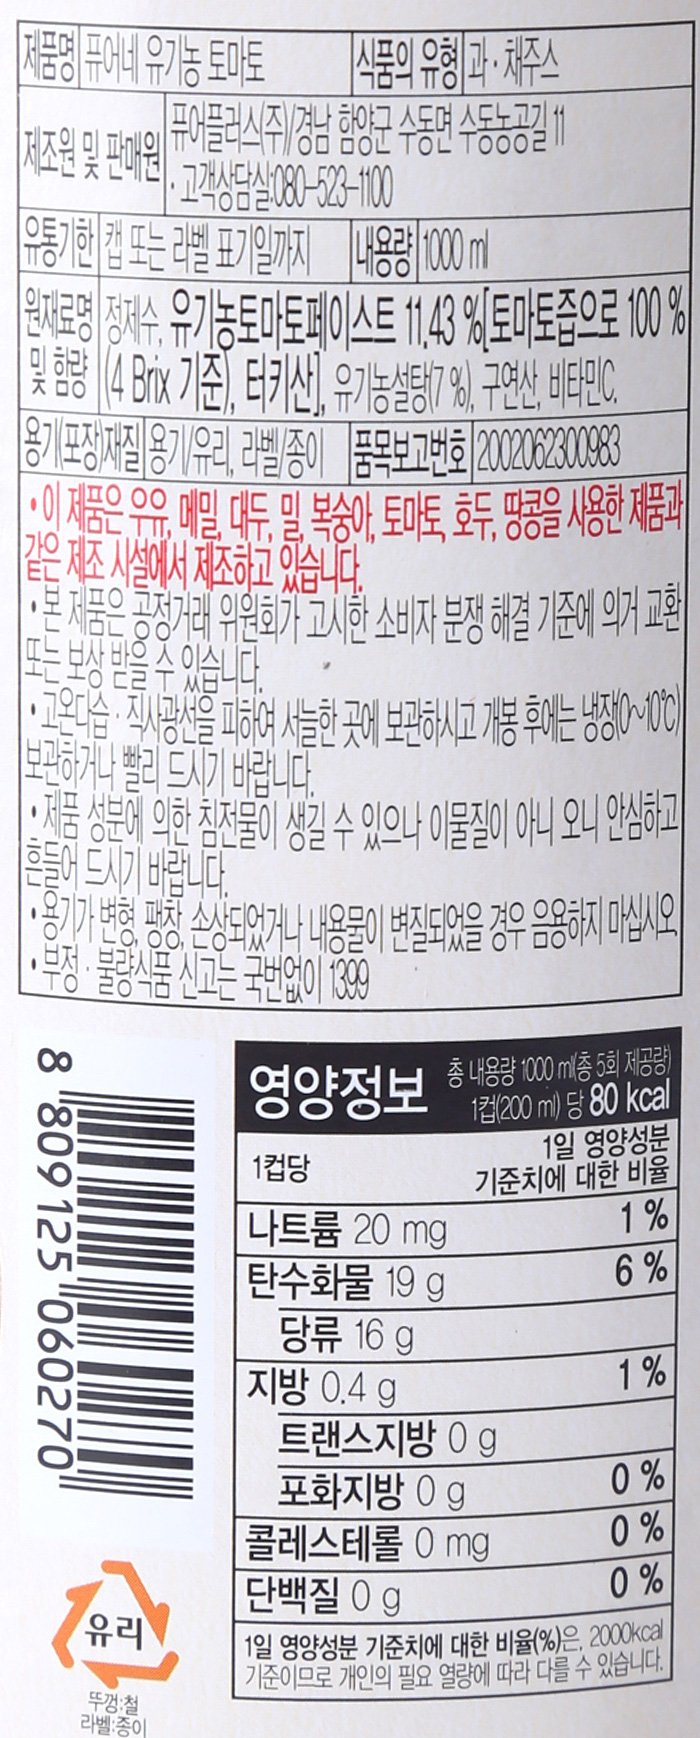 제품명 퓨어네 유기농 토마토 식품의 유형 과·채주스
제조원 및 판매원 퓨어플러스(주)/경남 함양군 수동면 수동농공길 11
·고객상담실:080-523-1100
유통기한 캡 또는 라벨 표기일까지 내용량 1000 ml
원재료명 정제수, 유기농토마토페이스트 11.43 %[토마토즙으로 100 %
및 함량 (4 Brix 기준), 터키산], 유기농설탕(7 %), 구연산, 비타민C,
용기(포장)재질 용기/유리, 라벨/종이 품목보고번호 2002062300983
·이 제품은 우유, 메밀, 대두, 밀, 복숭아, 토마토, 호두, 땅콩을 사용한 제품과
같은 제조 시설에서 제조하고 있습니다.
·본 제품은 공정거래 위원회가 고시한 소비자 분쟁 해결 기준에 의거 교환
또는 보상 받을 수 있습니다.
·고온다습·직사광선을 피하여 서늘한 곳에 보관하시고 개봉 후에는 냉장(0~10℃)
보관하거나 빨리 드시기 바랍니다.
·제품 성분에 의한 침전물이 생길 수 있으나 이물질이 아니 오니 안심하고
흔들어 드시기 바랍니다.
·용기가 변형, 팽창, 손상되었거나 내용물이 변질되었을 경우 음용하지 마십시오.
·부정·불량식품 신고는 국번없이 1399
8 809125 060270
영양정보 총 내용량 1000 ml(총 5회 제공량)
1컵(200 ml) 당 80 kcal
1컵당 1일 영양성분
기준치에 대한 비율
나트륨 20 mg 1 %
탄수화물 19 g 6 %
당류 16 g
지방 0.4 g 1 %
트랜스지방 0 g
포화지방 0 g 0 %
콜레스테롤 0 mg 0 %
단백질 0 g 0 %
1일 영양성분 기준치에 대한 비율(%)은, 2000kcal
기준이므로 개인의 필요 열량에 따라 다를 수 있습니다.
유리
뚜껑:철
라벨:종이